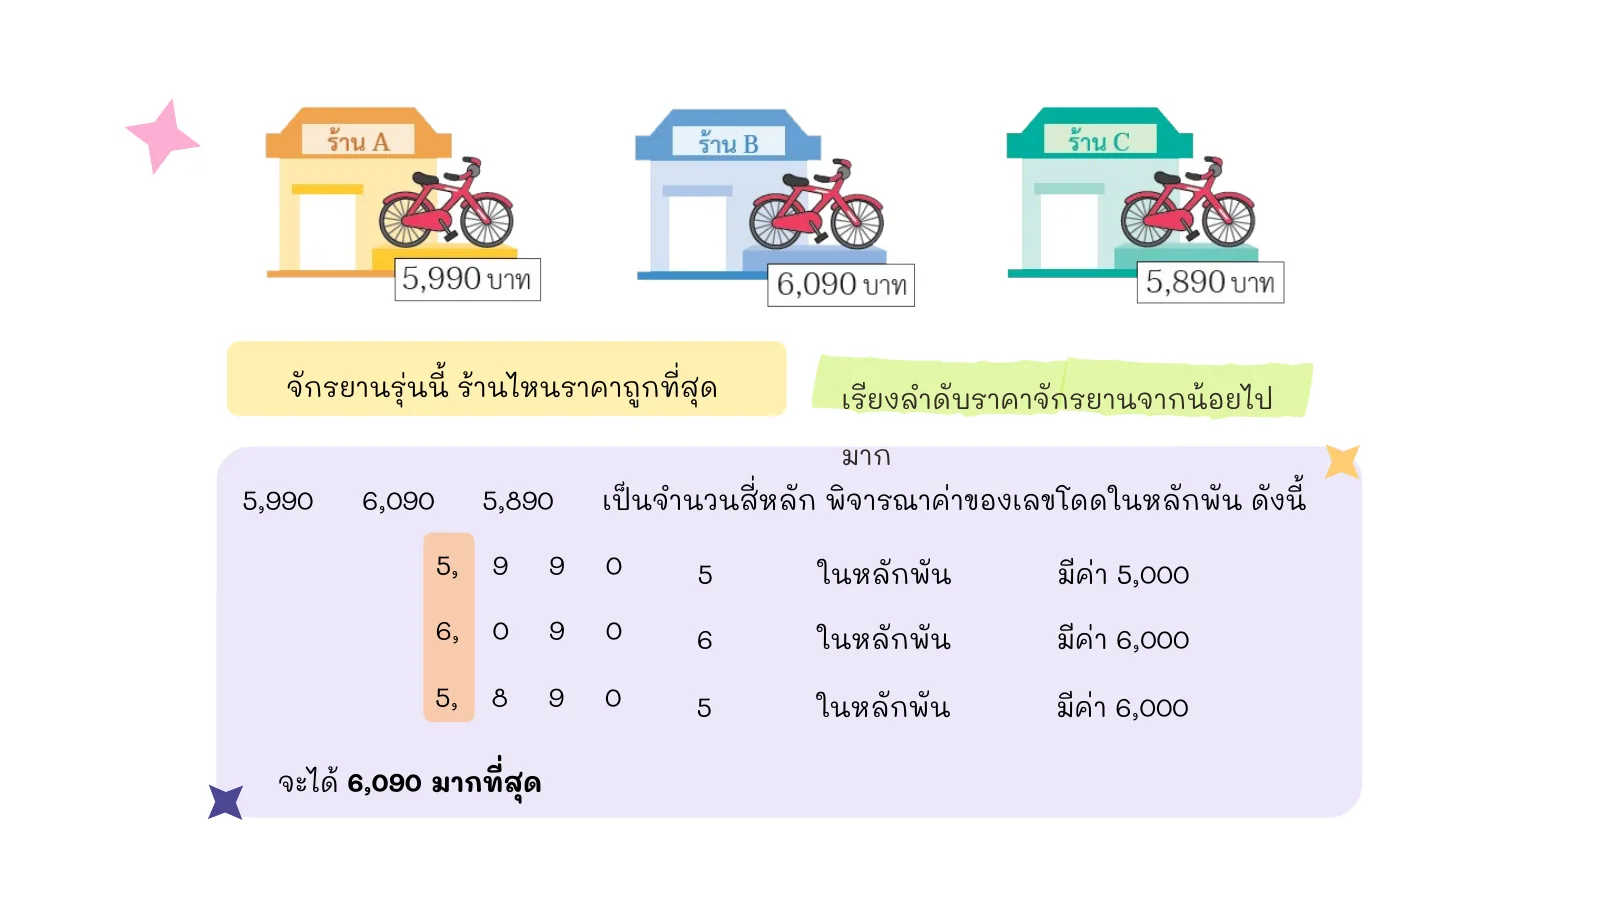 ร้าน A
ร้าน B
ร้าน C
5,990 บาท
6,090 บาท
5,890 บาท
จักรยานรุ่นนี้ ร้านไหนราคาถูกที่สุด
เรียงลำดับราคาจักรยานจากน้อยไป
มาก
5,990 6,090 5,890 เป็นจำนวนสี่หลัก พิจารณาค่าของเลขโดดในหลักพัน ดังนี้
5, 9 9 0 5 ในหลักพัน มีค่า 5,000
6, 0 9 0 6 ในหลักพัน มีค่า 6,000
5, 8 9 0 5 ในหลักพัน มีค่า 6,000
จะได้ 6,090 มากที่สุด